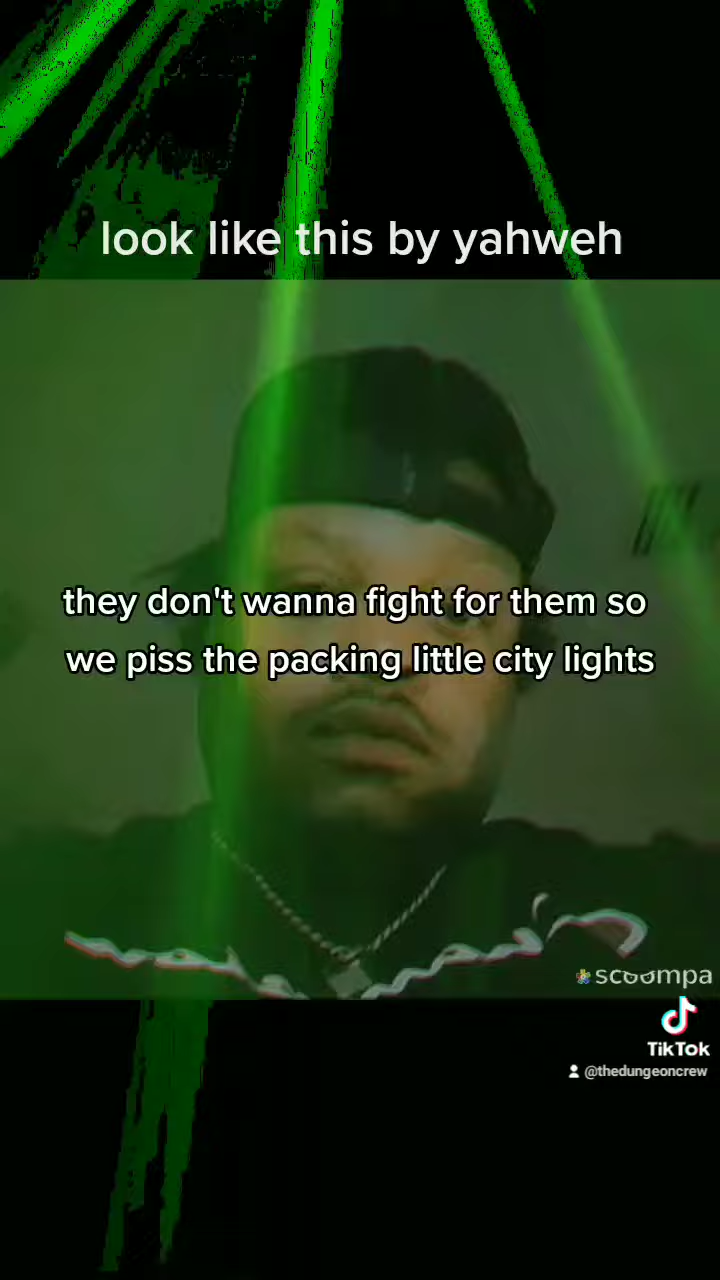 look like this by yahweh
they don't wanna fight for them so
we piss the packing little city lights
scoompa
TikTok
@thedungeoncrew